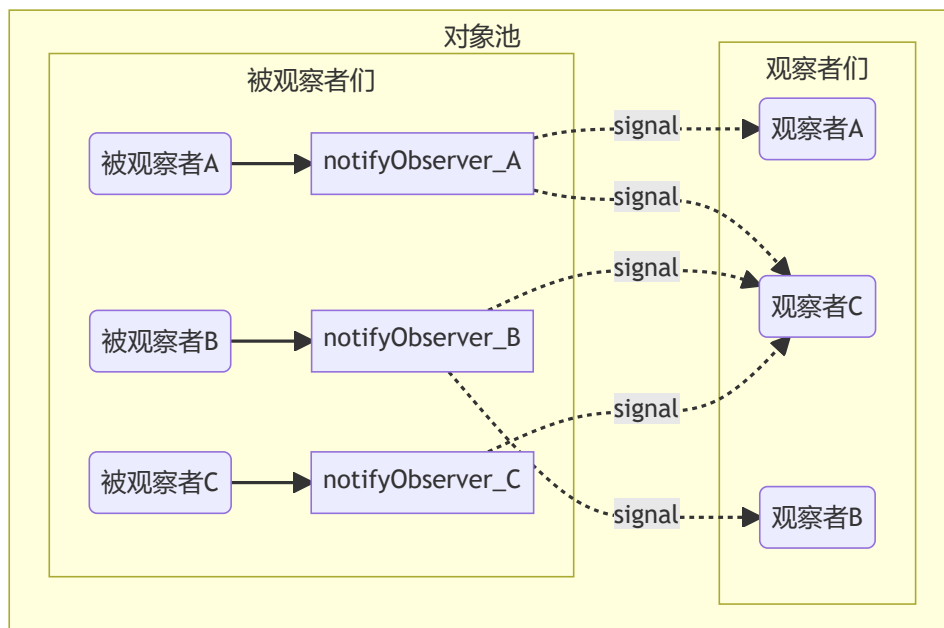 对象池
被观察者们
观察者们
被观察者A
notifyObserver_A
signal
观察者A
signal
被观察者B
notifyObserver_B
signal
观察者C
signal
被观察者C
notifyObserver_C
signal
观察者B